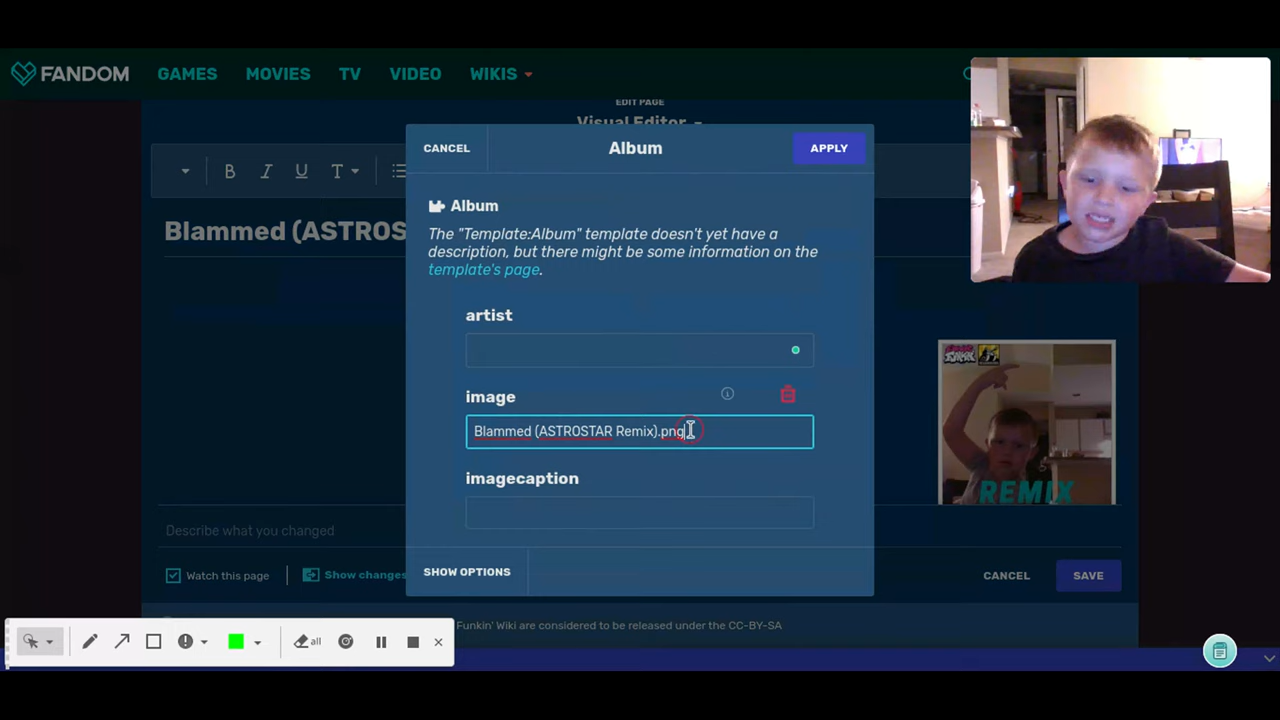 FANDOM GAMES MOVIES TV VIDEO WIKIS
EDIT PAGE
Visual Editor
CANCEL Album APPLY
B I U T
Album
Blammed (ASTROS
The "Template:Album" template doesn't yet have a
description, but there might be some information on the
template's page.
artist
image
Blammed (ASTROSTAR Remix).png
imagecaption
REMIX
Describe what you changed
SHOW OPTIONS
Watch this page Show changes CANCEL SAVE
Funkin' Wiki are considered to be released under the CC-BY-SA
all